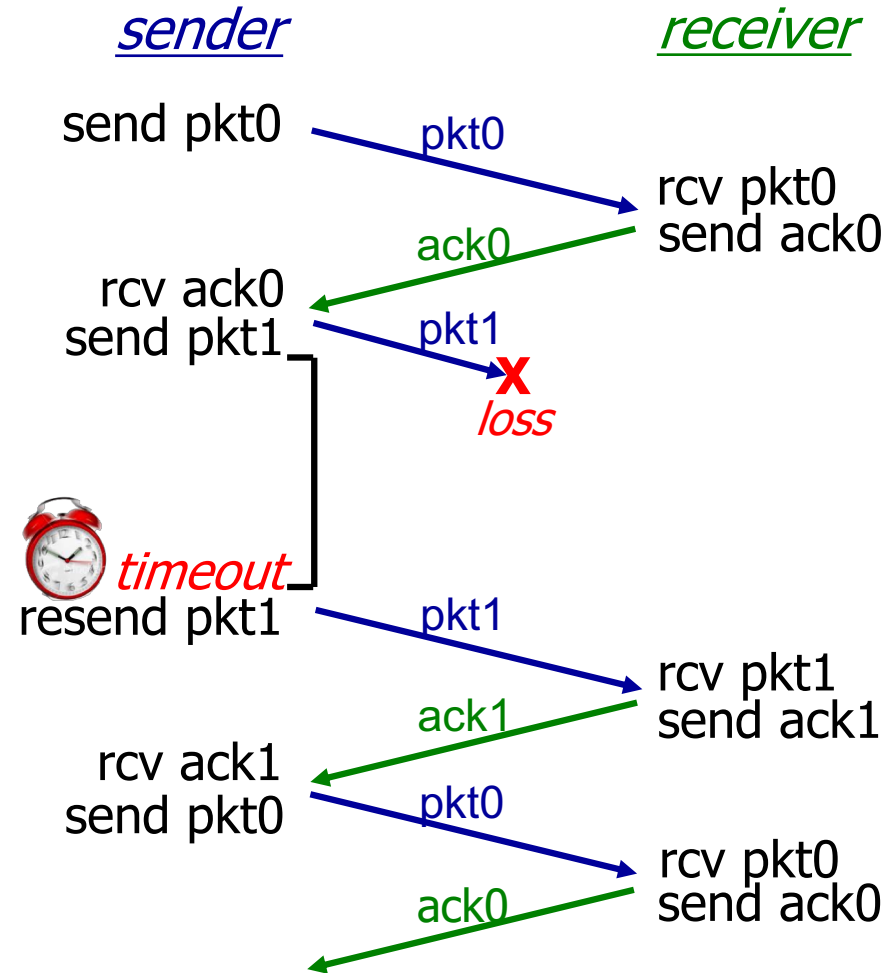 sender receiver
send pkt0
pkt0
rcv pkt0
send ack0
ack0
rcv ack0
send pkt1
pkt1
X
loss
timeout
resend pkt1
pkt1
rcv pkt1
send ack1
ack1
rcv ack1
send pkt0
pkt0
rcv pkt0
send ack0
ack0